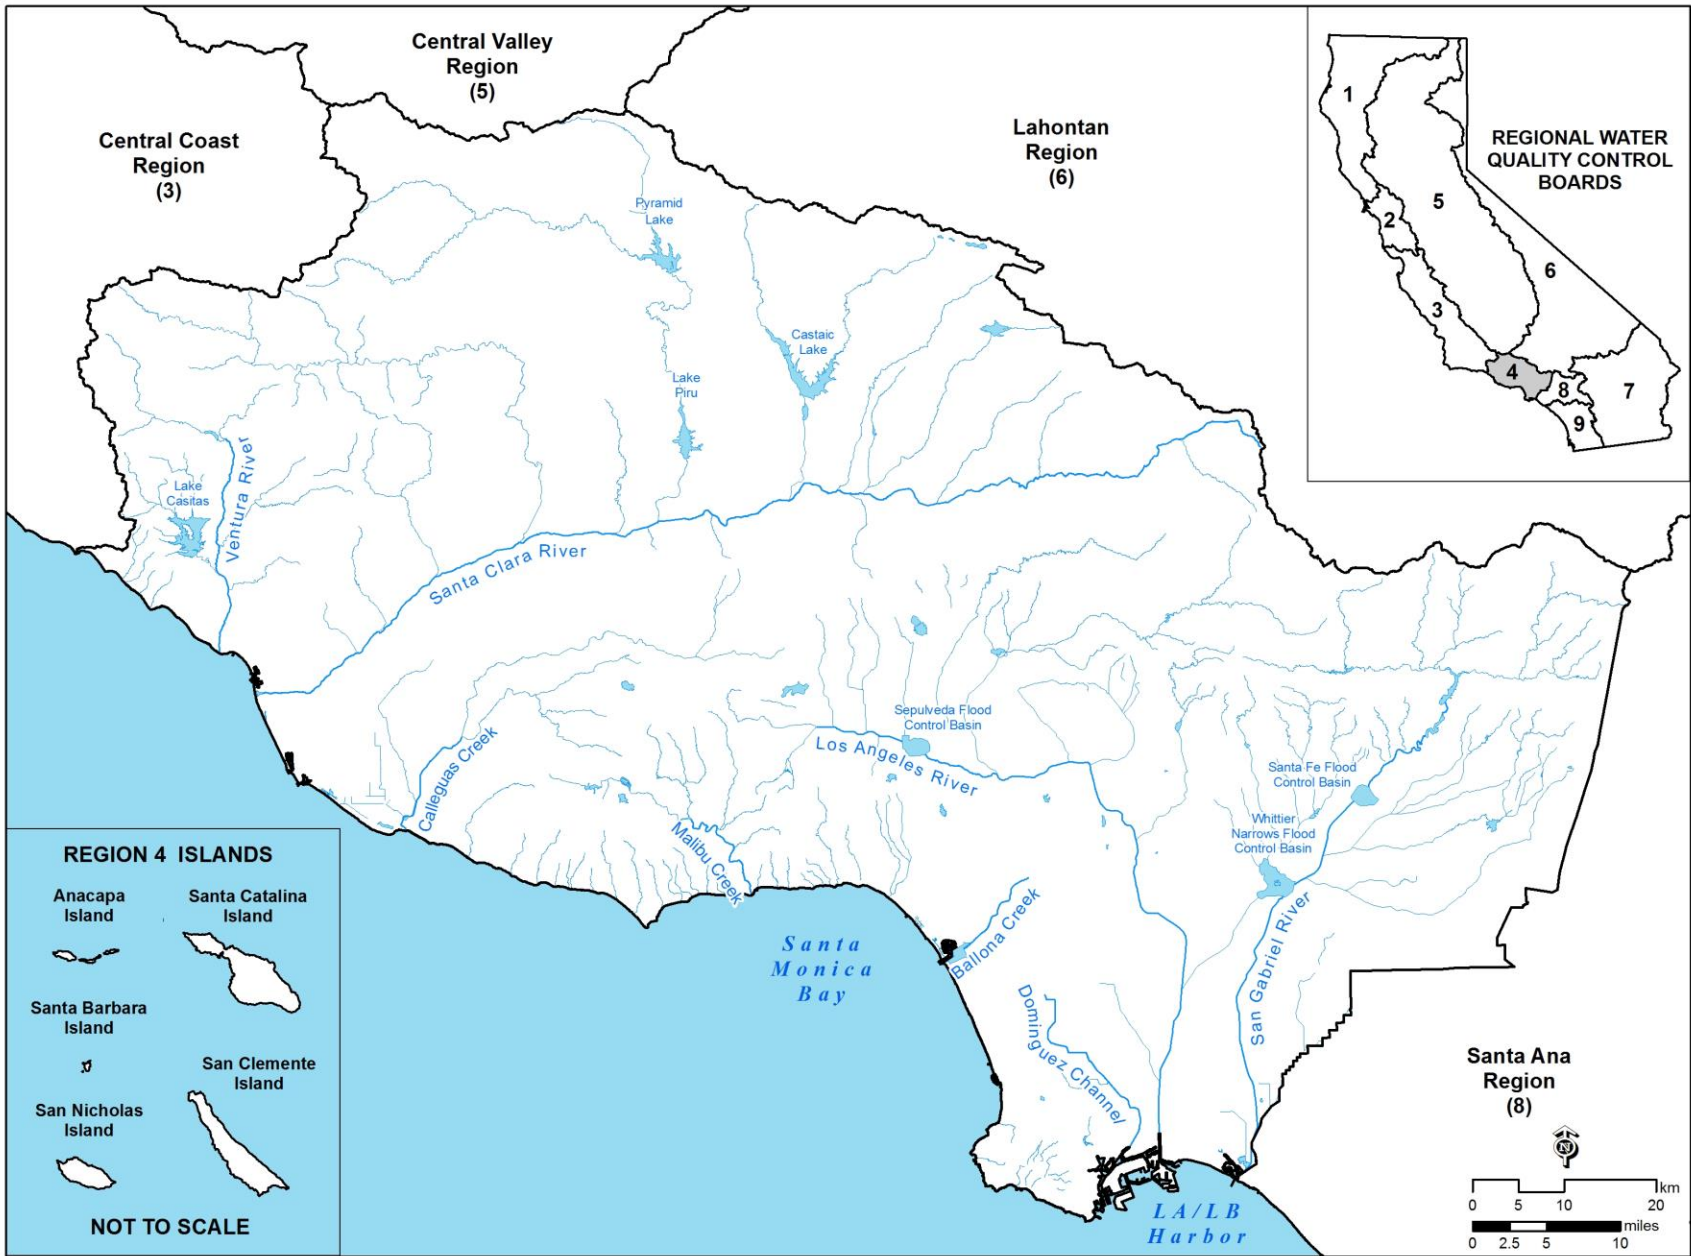 Central Valley
Region
(5)
Central Coast
Region
(3)
Lahontan
Region
(6)
REGIONAL WATER
QUALITY CONTROL
BOARDS
1
2
3
4
5
6
7
8
9
Pyramid
Lake
Castaic
Lake
Lake
Piru
Lake
Casitas
Ventura River
Santa Clara River
Sepulveda Flood
Control Basin
Los Angeles River
Calleguas Creek
Malibu Creek
Santa Fe Flood
Control Basin
Whittier
Narrows Flood
Control Basin
San Gabriel River
Ballona Creek
Dominguez Channel
Santa
Monica
Bay
LA/LB
Harbor
Santa Ana
Region
(8)
REGION 4 ISLANDS
Anacapa
Island
Santa Catalina
Island
Santa Barbara
Island
San Clemente
Island
San Nicholas
Island
NOT TO SCALE
N
km
0 5 10 20
miles
0 2.5 5 10